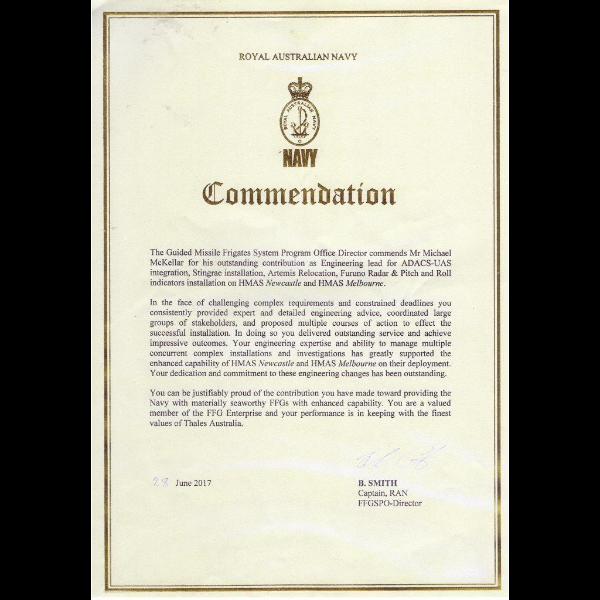 ROYAL AUSTRALIAN NAVY
ROYAL AUSTRALIAN NAVY
NAVY
Commendation
The Guided Missile Frigates System Program Office Director commends Mr Michael
McKellar for his outstanding contribution as Engineering lead for ADACS-UAS
integration, Stingrae installation, Artemis Relocation, Furuno Radar & Pitch and Roll
indicators installation on HMAS Newcastle and HMAS Melbourne.
In the face of challenging complex requirements and constrained deadlines you
consistently provided expert and detailed engineering advice, coordinated large
groups of stakeholders, and proposed multiple courses of action to effect the
successful installation. In doing so you delivered outstanding service and achieve
impressive outcomes. Your engineering expertise and ability to manage multiple
concurrent complex installations and investigations has greatly supported the
enhanced capability of HMAS Newcastle and HMAS Melbourne on their deployment.
Your dedication and commitment to these engineering changes has been outstanding.
You can be justifiably proud of the contribution you have made toward providing the
Navy with materially seaworthy FFGs with enhanced capability. You are a valued
member of the FFG Enterprise and your performance is in keeping with the finest
values of Thales Australia.
28 June 2017
B. SMITH
Captain, RAN
FFGSPO-Director